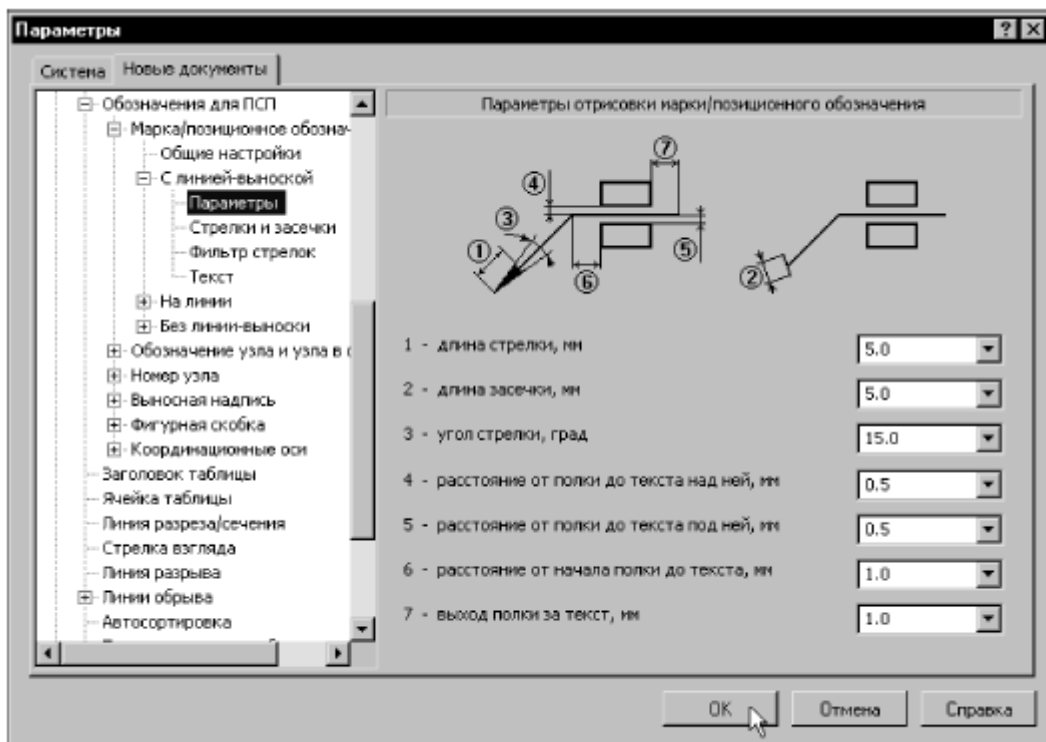 Параметры
Система
Новые документы
Обозначения для ПСП
Марка/позиционное обознач
Общие настройки
С линией-выноской
Параметры
Стрелки и засечки
Фильтр стрелок
Текст
На линии
Без линии-выноски
Обозначение узла и узла в с
Номер узла
Выносная надпись
Фигурная скобка
Координационные оси
Заголовок таблицы
Ячейка таблицы
Линия разреза/сечения
Стрелка взгляда
Линия разрыва
Линии обрыва
Автосортировка
Параметры отрисовки марки/позиционного обозначения
7
4
3
1
5
6
2
1 - длина стрелки, мм 5.0
2 - длина засечки, мм 5.0
3 - угол стрелки, град 15.0
4 - расстояние от полки до текста над ней, мм 0.5
5 - расстояние от полки до текста под ней, мм 0.5
6 - расстояние от начала полки до текста, мм 1.0
7 - выход полки за текст, мм 1.0
OK
Отмена
Справка